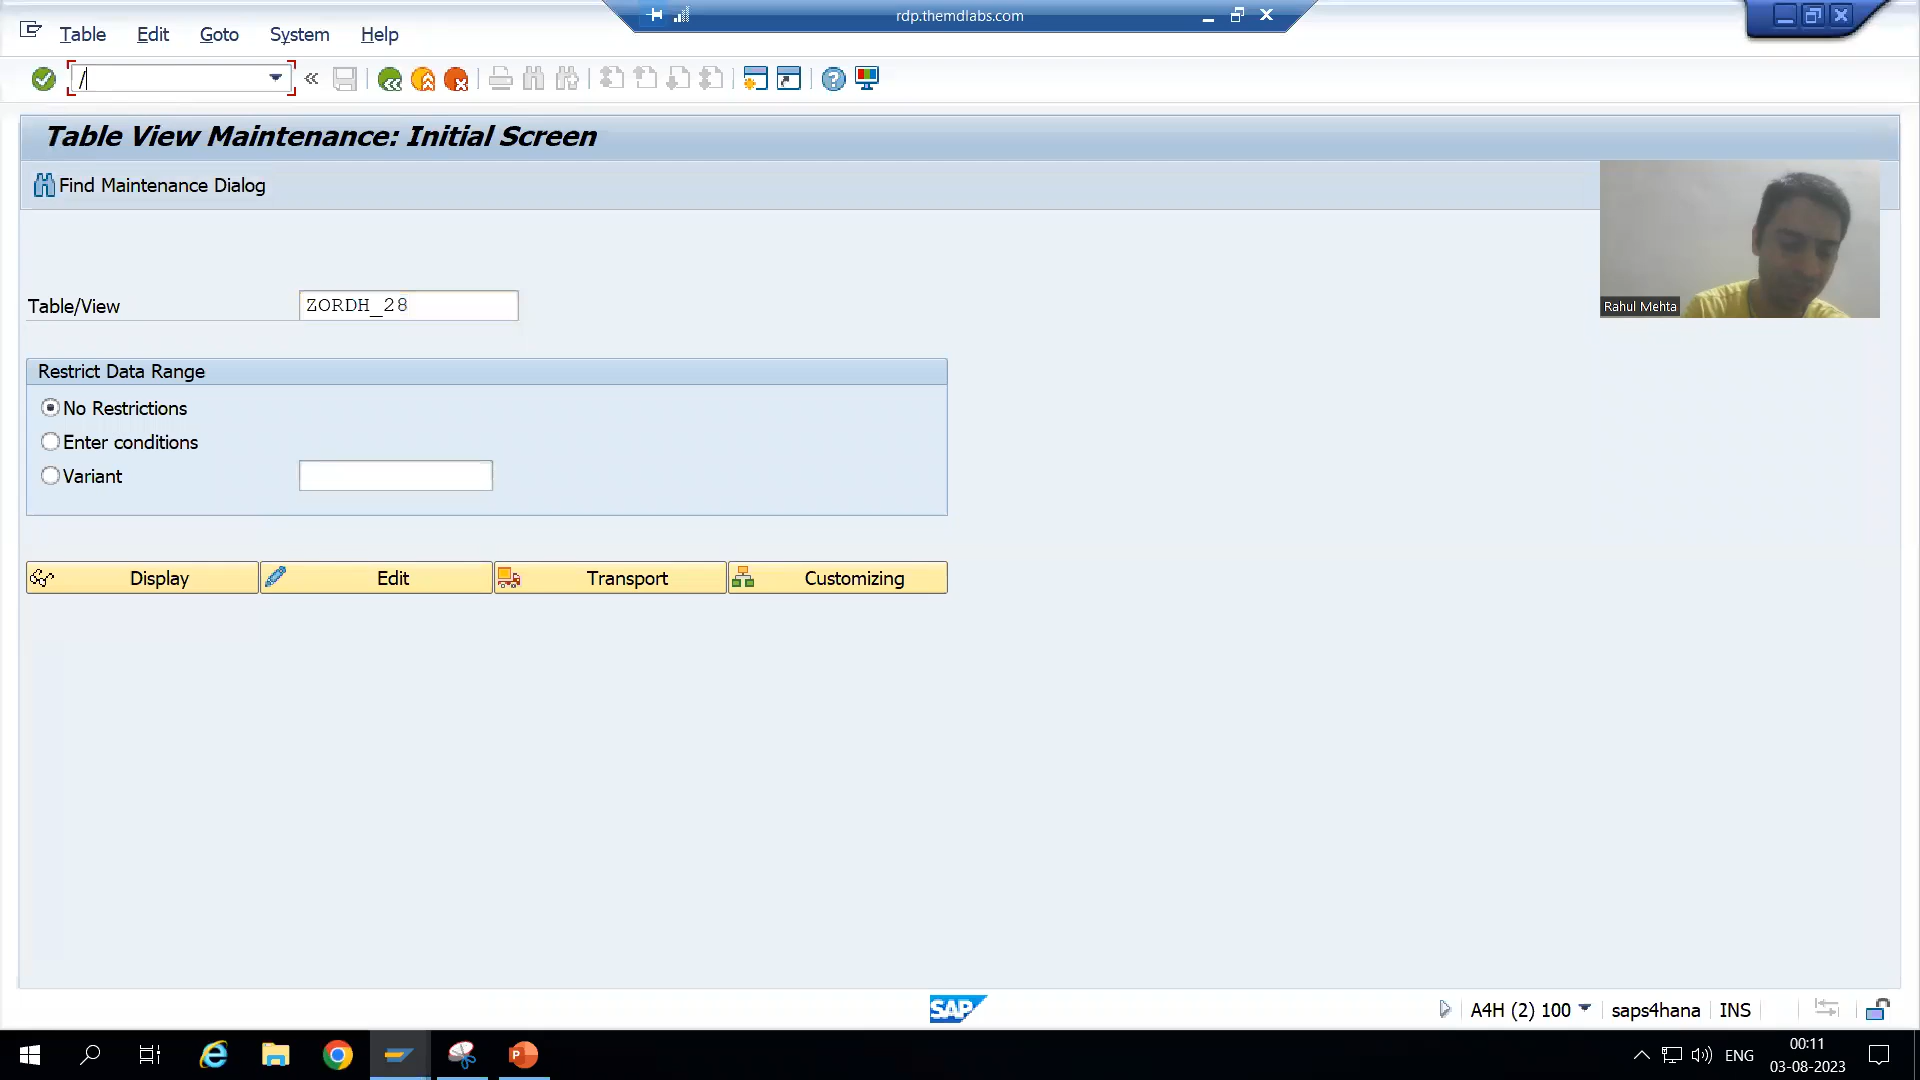 rdp.themdlabs.com
Table Edit Goto System Help
/
Table View Maintenance: Initial Screen
Find Maintenance Dialog
Rahul Mehta
Table/View ZORDH_28
Restrict Data Range
No Restrictions
Enter conditions
Variant
Display Edit Transport Customizing
SAP
A4H (2) 100 saps4hana INS
ENG
00:11
03-08-2023